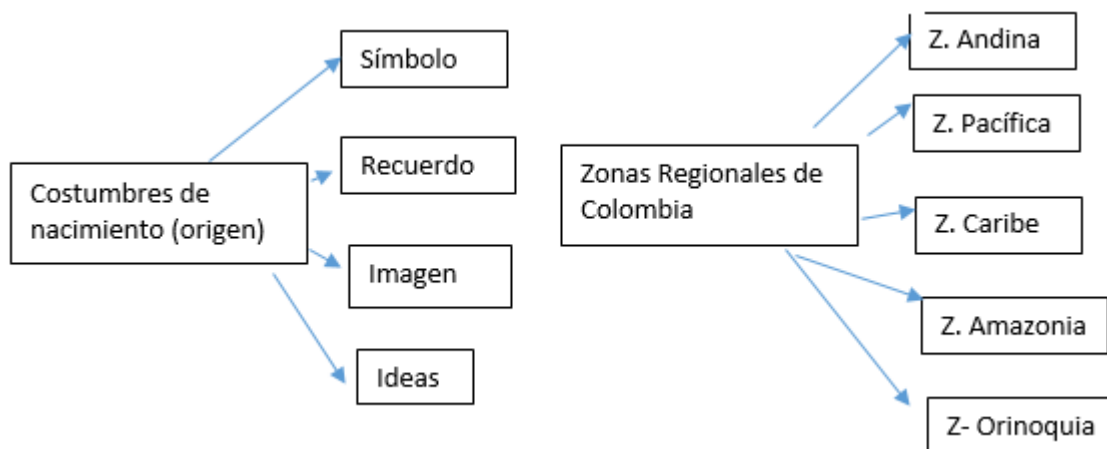 Símbolo
Recuerdo
Costumbres de
nacimiento (origen)
Imagen
Ideas
Z. Andina
Z. Pacífica
Zonas Regionales de
Colombia
Z. Caribe
Z. Amazonia
Z- Orinoquia